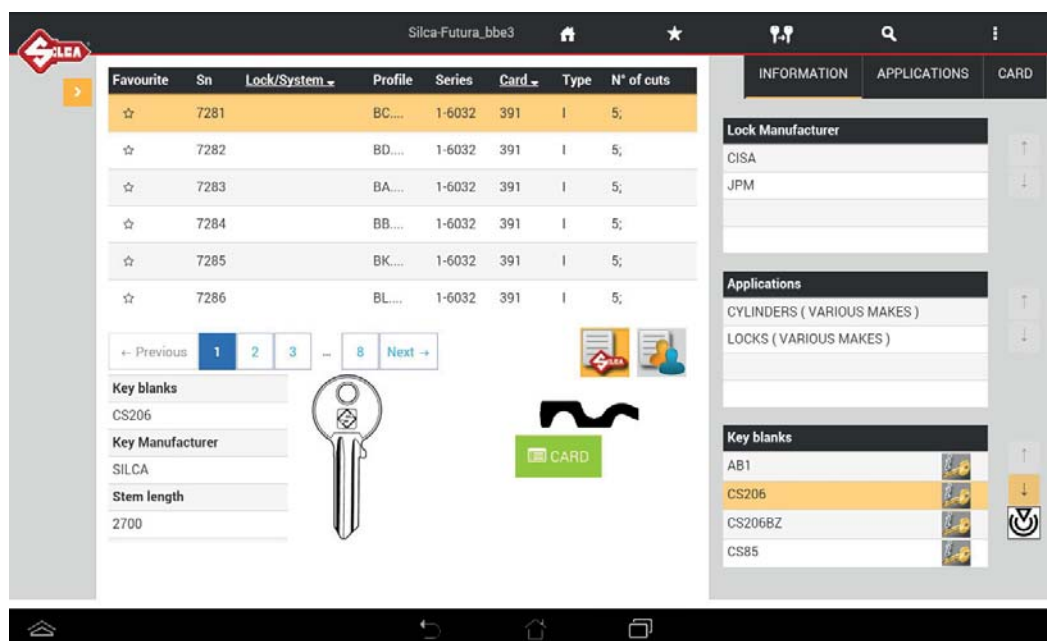 Silca-Futura_bbe3
SILCA
Favourite Sn Lock/System Profile Series Card Type N° of cuts
7281 BC.... 1-6032 391 I 5;
7282 BD.... 1-6032 391 I 5;
7283 BA.... 1-6032 391 I 5;
7284 BB.... 1-6032 391 I 5;
7285 BK.... 1-6032 391 I 5;
7286 BL.... 1-6032 391 I 5;
← Previous 1 2 3 ... 8 Next →
SILCA
Key blanks
CS206
Key Manufacturer
SILCA
Stem length
2700
CARD
INFORMATION APPLICATIONS CARD
Lock Manufacturer
CISA
JPM
Applications
CYLINDERS ( VARIOUS MAKES )
LOCKS ( VARIOUS MAKES )
Key blanks
AB1
CS206
CS206BZ
CS85